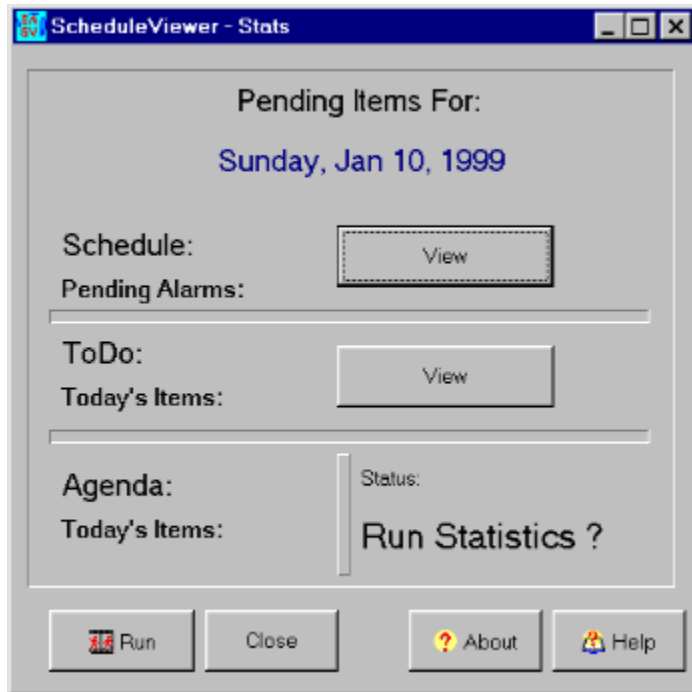 ScheduleViewer - Stats
Pending Items For:
Sunday, Jan 10, 1999
Schedule:
View
Pending Alarms:
ToDo:
View
Today's Items:
Agenda:
Status:
Today's Items:
Run Statistics ?
Run Close ? About ? Help